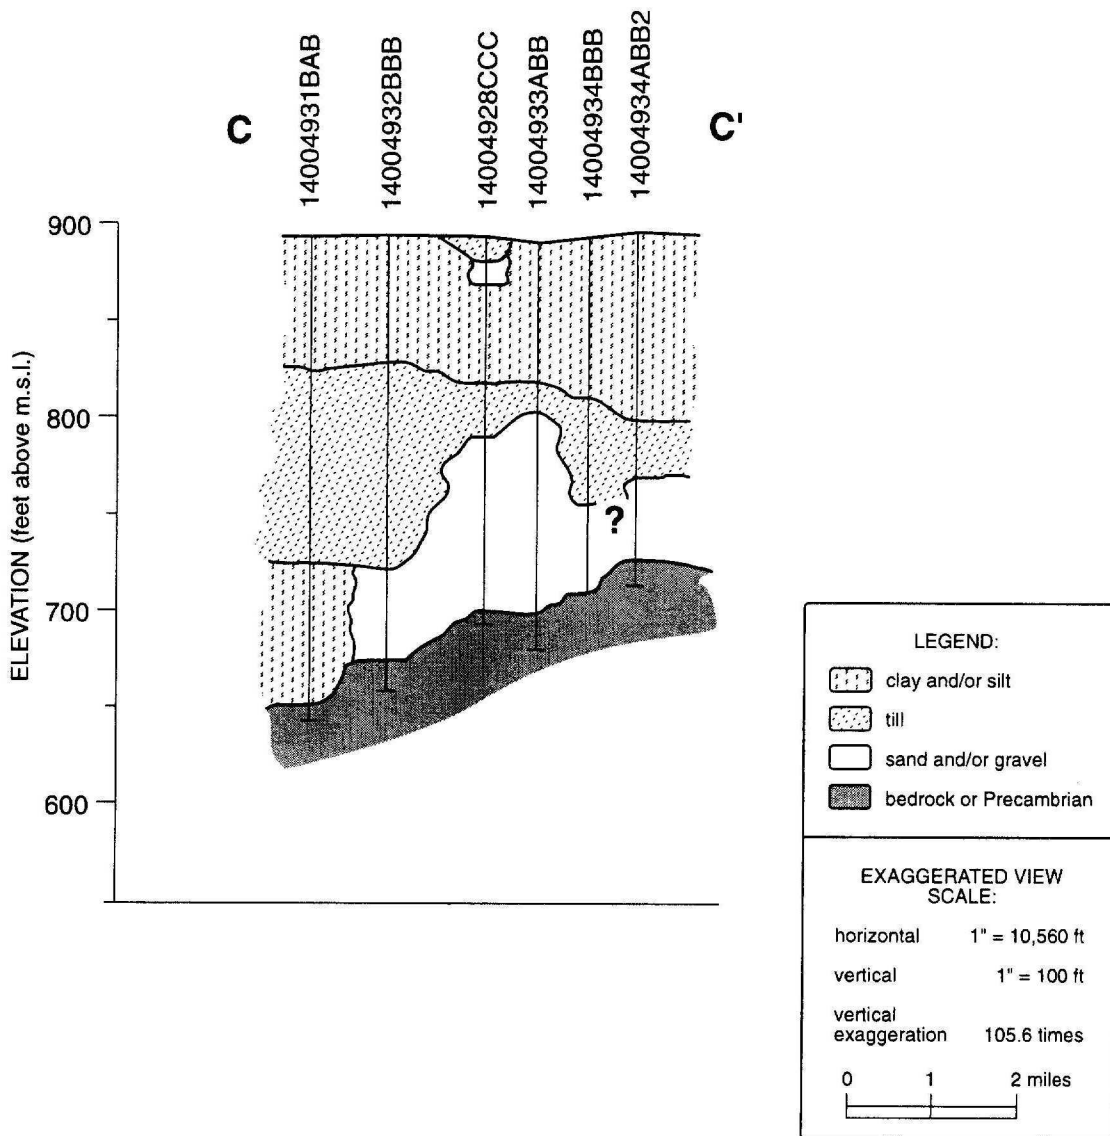 C
14004931BAB
14004932BBB
14004928CCC
14004933ABB
14004934BBB
14004934ABB2
C'
ELEVATION (feet above m.s.l.)
900
800
700
600
?
LEGEND:
clay and/or silt
till
sand and/or gravel
bedrock or Precambrian
EXAGGERATED VIEW
SCALE:
horizontal 1" = 10,560 ft
vertical 1" = 100 ft
vertical
exaggeration 105.6 times
0 1 2 miles